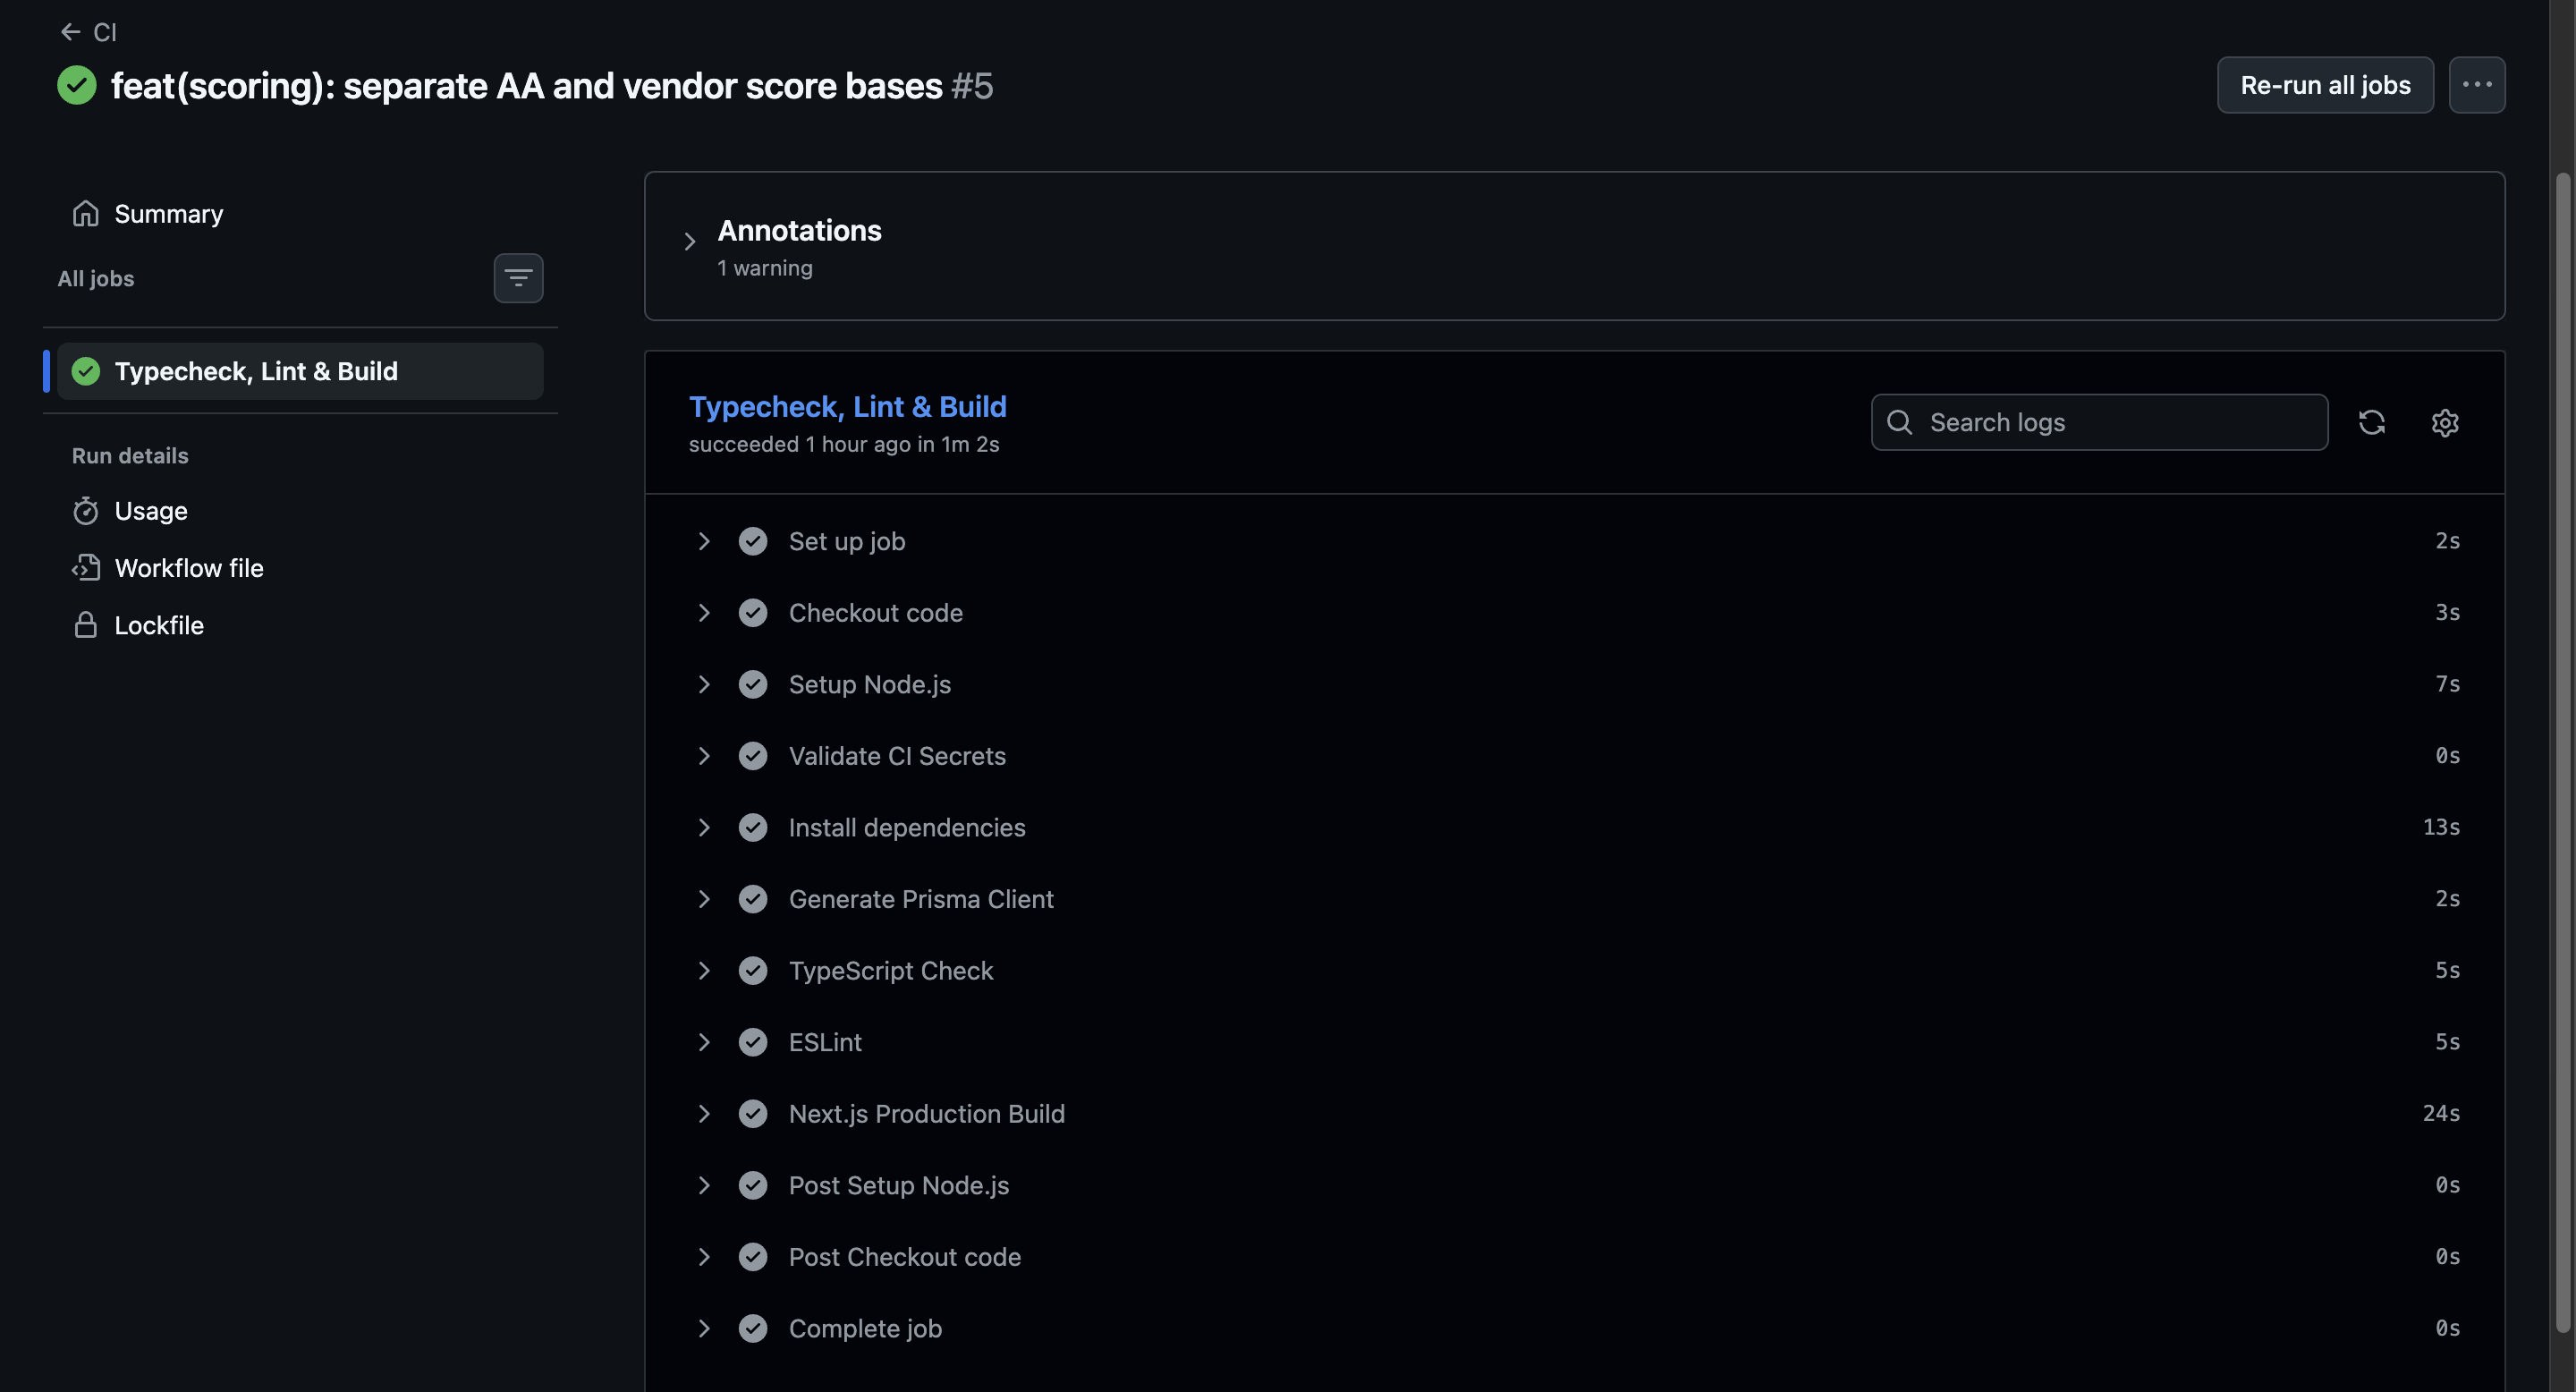 CI
feat(scoring): separate AA and vendor score bases #5
Re-run all jobs
Summary
All jobs
Typecheck, Lint & Build
Run details
Usage
Workflow file
Lockfile
Annotations
1 warning
Typecheck, Lint & Build
succeeded 1 hour ago in 1m 2s
Search logs
Set up job 2s
Checkout code 3s
Setup Node.js 7s
Validate CI Secrets 0s
Install dependencies 13s
Generate Prisma Client 2s
TypeScript Check 5s
ESLint 5s
Next.js Production Build 24s
Post Setup Node.js 0s
Post Checkout code 0s
Complete job 0s